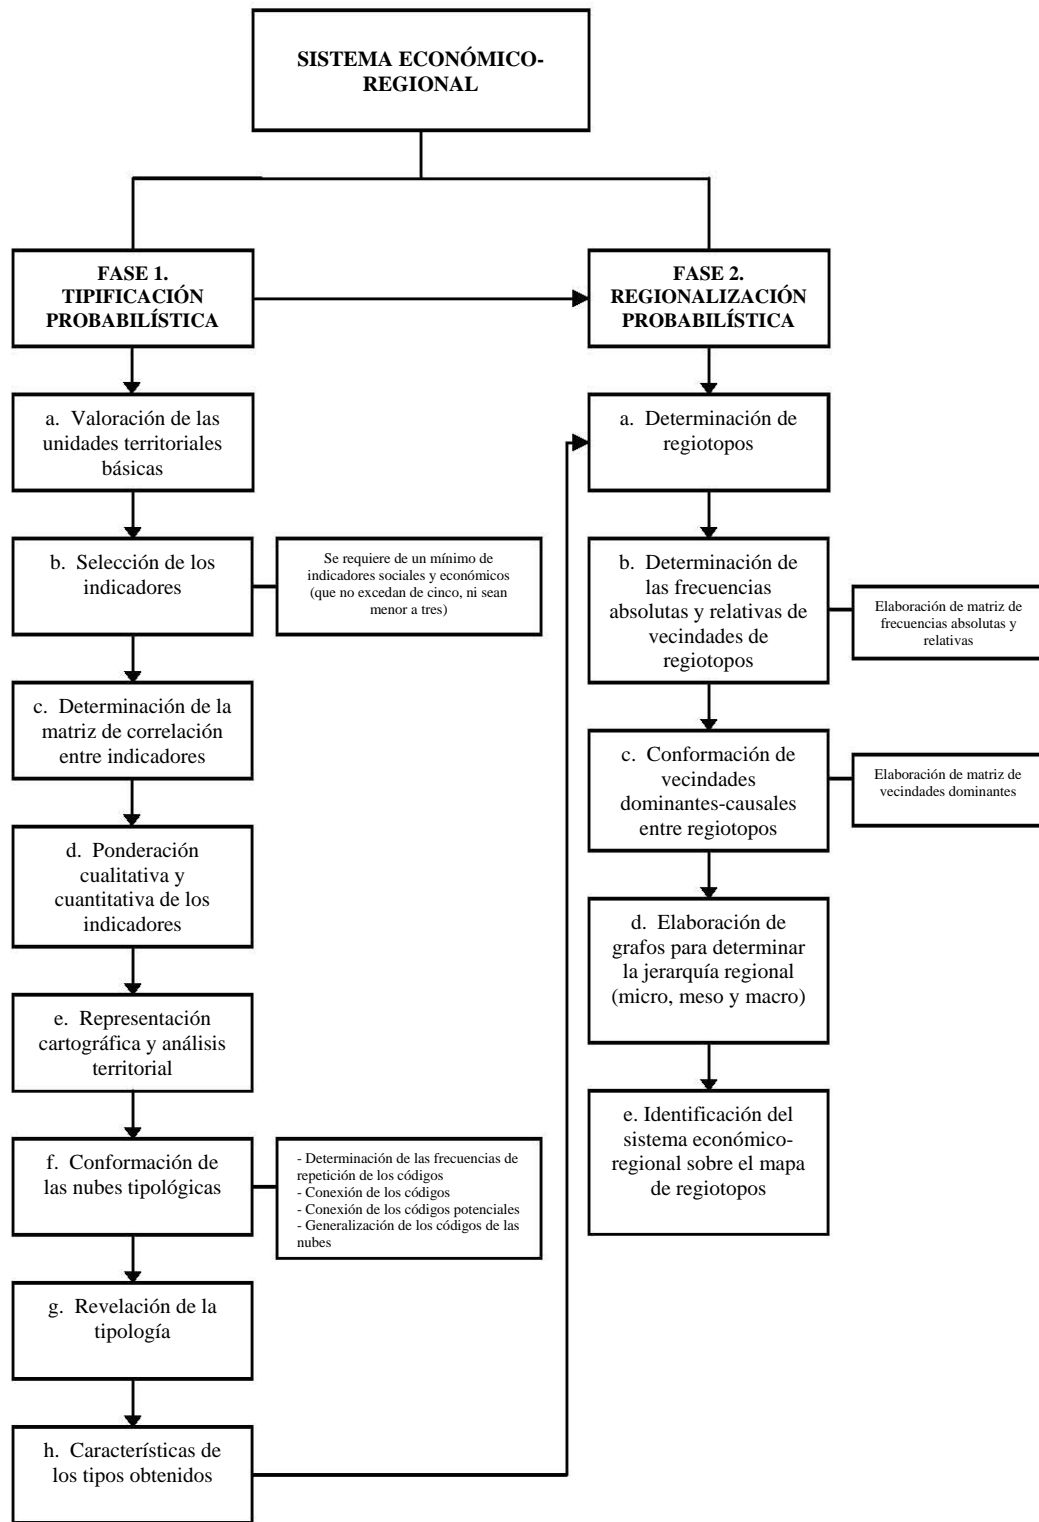 SISTEMA ECONÓMICO-
REGIONAL
FASE 1.
TIPIFICACIÓN
PROBABILÍSTICA
a. Valoración de las
unidades territoriales
básicas
b. Selección de los
indicadores
Se requiere de un mínimo de
indicadores sociales y económicos
(que no excedan de cinco, ni sean
menor a tres)
c. Determinación de la
matriz de correlación
entre indicadores
d. Ponderación
cualitativa y
cuantitativa de los
indicadores
e. Representación
cartográfica y análisis
territorial
f. Conformación de
las nubes tipológicas
- Determinación de las frecuencias de
repetición de los códigos
- Conexión de los códigos
- Conexión de los códigos potenciales
- Generalización de los códigos de las
nubes
g. Revelación de la
tipología
h. Características de
los tipos obtenidos
FASE 2.
REGIONALIZACIÓN
PROBABILÍSTICA
a. Determinación de
regiotopos
b. Determinación de
las frecuencias
absolutas y relativas de
vecindades de
regiotopos
Elaboración de matriz de
frecuencias absolutas y
relativas
c. Conformación de
vecindades
dominantes-causales
entre regiotopos
Elaboración de matriz de
vecindades dominantes
d. Elaboración de
grafos para determinar
la jerarquía regional
(micro, meso y macro)
e. Identificación del
sistema económico-
regional sobre el mapa
de regiotopos